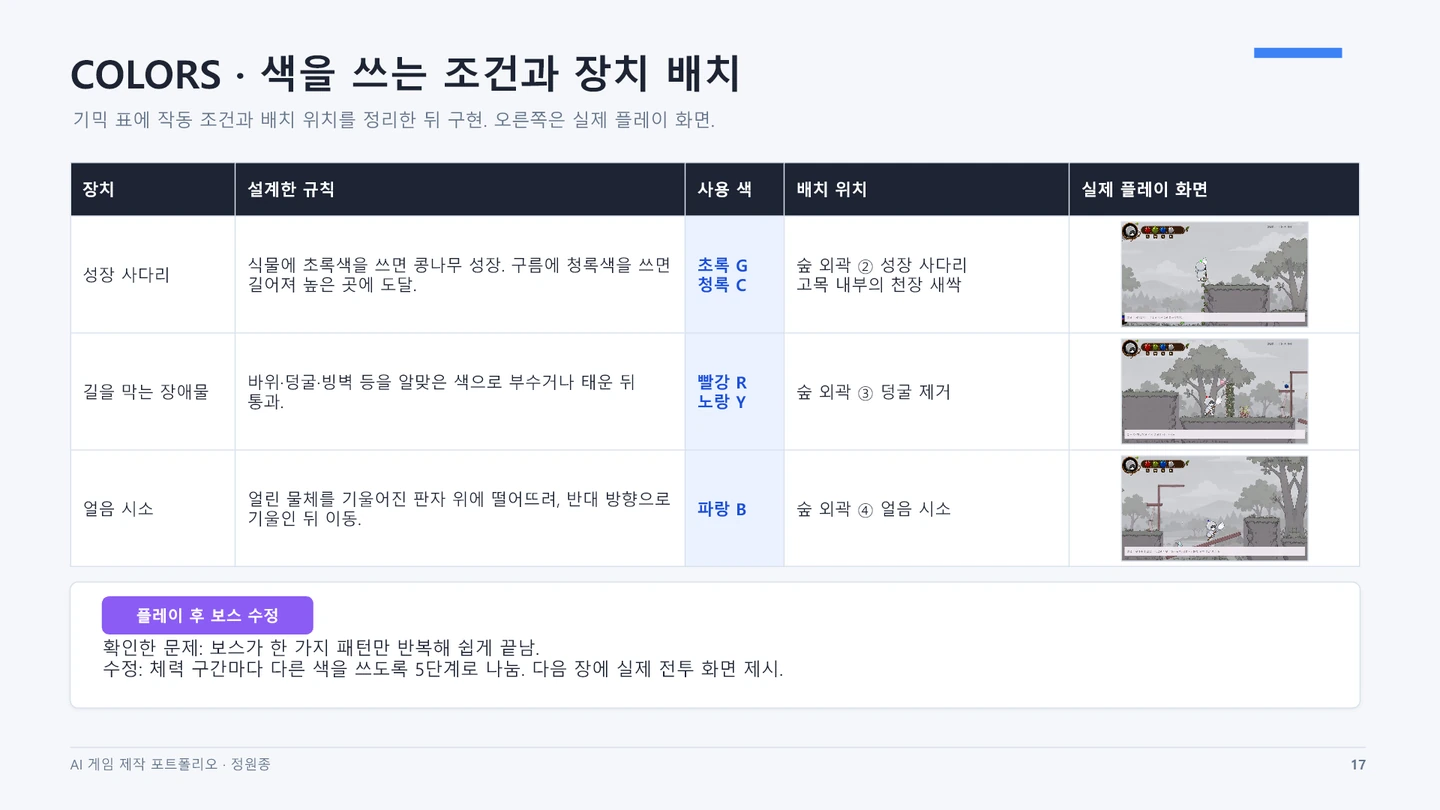 COLORS · 색을 쓰는 조건과 장치 배치
기믹 표에 작동 조건과 배치 위치를 정리한 뒤 구현. 오른쪽은 실제 플레이 화면.
장치
설계한 규칙
사용 색
배치 위치
실제 플레이 화면
성장 사다리
식물에 초록색을 쓰면 콩나무 성장. 구름에 청록색을 쓰면
길어져 높은 곳에 도달.
초록 G
청록 C
숲 외곽 ② 성장 사다리
고목 내부의 천장 새싹
길을 막는 장애물
바위·덩굴·빙벽 등을 알맞은 색으로 부수거나 태운 뒤
통과.
빨강 R
노랑 Y
숲 외곽 ③ 덩굴 제거
얼음 시소
얼린 물체를 기울어진 판자 위에 떨어뜨려, 반대 방향으로
기울인 뒤 이동.
파랑 B
숲 외곽 ④ 얼음 시소
플레이 후 보스 수정
확인한 문제: 보스가 한 가지 패턴만 반복해 쉽게 끝남.
수정: 체력 구간마다 다른 색을 쓰도록 5단계로 나눔. 다음 장에 실제 전투 화면 제시.
AI 게임 제작 포트폴리오 · 정원종
17